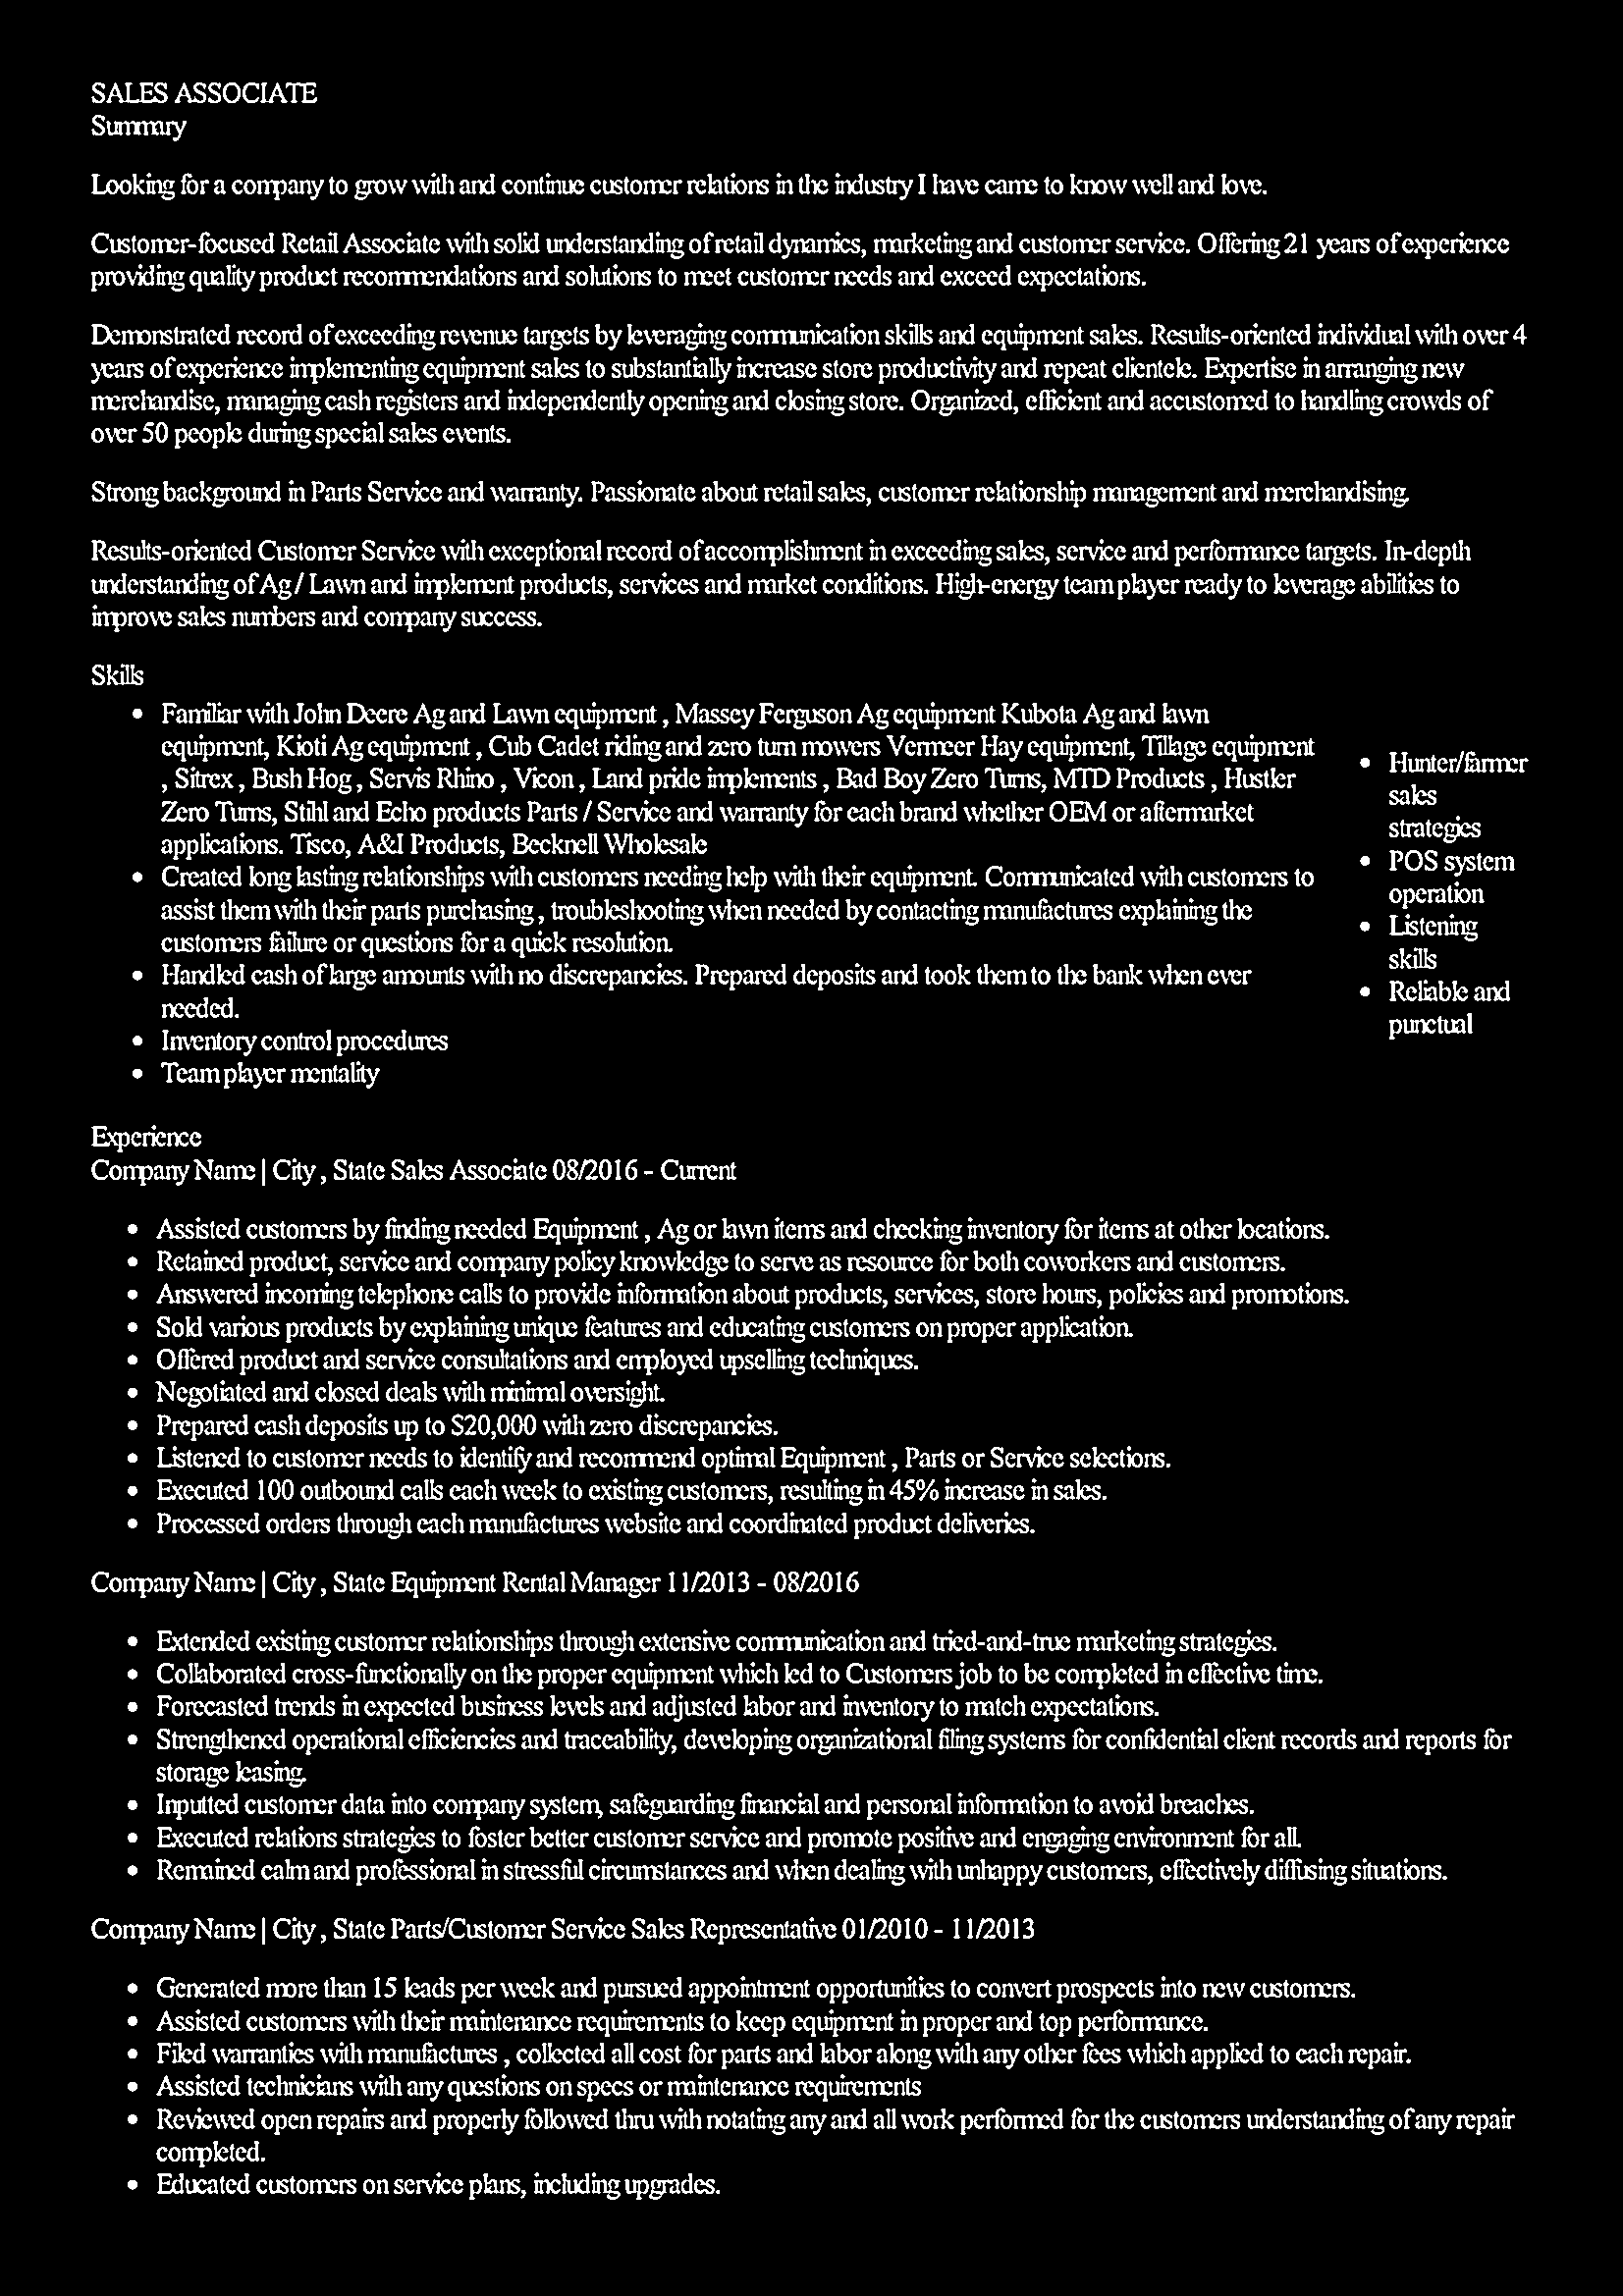 SALES ASSOCIATE
Summary
Looking for a company to grow with and continue customer relations in the industry I have came to know well and love.
Customer-focused Retail Associate with solid understanding of retail dynamics, marketing and customer service. Offering 21 years of experience
providing quality product recommendations and solutions to meet customer needs and exceed expectations.
Demonstrated record of exceeding revenue targets by leveraging communication skills and equipment sales. Results-oriented individual with over 4
years of experience implementing equipment sales to substantially increase store productivity and repeat clientele. Expertise in arranging new
merchandise, managing cash registers and independently opening and closing store. Organized, efficient and accustomed to handling crowds of
over 50 people during special sales events.
Strong background in Parts Service and warranty. Passionate about retail sales, customer relationship management and merchandising.
Results-oriented Customer Service with exceptional record of accomplishment in exceeding sales, service and performance targets. In-depth
understanding of Ag / Lawn and implement products, services and market conditions. High-energy team player ready to leverage abilities to
improve sales numbers and company success.
Skills
• Familiar with John Deere Ag and Lawn equipment , Massey Ferguson Ag equipment Kubota Ag and lawn
equipment, Kioti Ag equipment , Cub Cadet riding and zero turn mowers Vermeer Hay equipment, Tillage equipment
, Sitrex , Bush Hog , Servis Rhino , Vicon , Land pride implements , Bad Boy Zero Turns, MTD Products , Hustler
Zero Turns, Stihl and Echo products Parts / Service and warranty for each brand whether OEM or aftermarket
applications. Tisco, A&I Products, Becknell Wholesale
• Created long lasting relationships with customers needing help with their equipment. Communicated with customers to
assist them with their parts purchasing , troubleshooting when needed by contacting manufactures explaining the
customers failure or questions for a quick resolution.
• Handled cash of large amounts with no discrepancies. Prepared deposits and took them to the bank when ever
needed.
• Inventory control procedures
• Team player mentality
• Hunter/farmer
sales
strategies
• POS system
operation
• Listening
skills
• Reliable and
punctual
Experience
Company Name | City , State Sales Associate 08/2016 - Current
• Assisted customers by finding needed Equipment , Ag or lawn items and checking inventory for items at other locations.
• Retained product, service and company policy knowledge to serve as resource for both coworkers and customers.
• Answered incoming telephone calls to provide information about products, services, store hours, policies and promotions.
• Sold various products by explaining unique features and educating customers on proper application.
• Offered product and service consultations and employed upselling techniques.
• Negotiated and closed deals with minimal oversight.
• Prepared cash deposits up to $20,000 with zero discrepancies.
• Listened to customer needs to identify and recommend optimal Equipment , Parts or Service selections.
• Executed 100 outbound calls each week to existing customers, resulting in 45% increase in sales.
• Processed orders through each manufactures website and coordinated product deliveries.
Company Name | City , State Equipment Rental Manager 11/2013 - 08/2016
• Extended existing customer relationships through extensive communication and tried-and-true marketing strategies.
• Collaborated cross-functionally on the proper equipment which led to Customers job to be completed in effective time.
• Forecasted trends in expected business levels and adjusted labor and inventory to match expectations.
• Strengthened operational efficiencies and traceability, developing organizational filing systems for confidential client records and reports for
storage leasing.
• Inputted customer data into company system, safeguarding financial and personal information to avoid breaches.
• Executed relations strategies to foster better customer service and promote positive and engaging environment for all.
• Remained calm and professional in stressful circumstances and when dealing with unhappy customers, effectively diffusing situations.
Company Name | City , State Parts/Customer Service Sales Representative 01/2010 - 11/2013
• Generated more than 15 leads per week and pursued appointment opportunities to convert prospects into new customers.
• Assisted customers with their maintenance requirements to keep equipment in proper and top performance.
• Filed warranties with manufactures , collected all cost for parts and labor along with any other fees which applied to each repair.
• Assisted technicians with any questions on specs or maintenance requirements
• Reviewed open repairs and properly followed thru with notating any and all work performed for the customers understanding of any repair
completed.
• Educated customers on service plans, including upgrades.